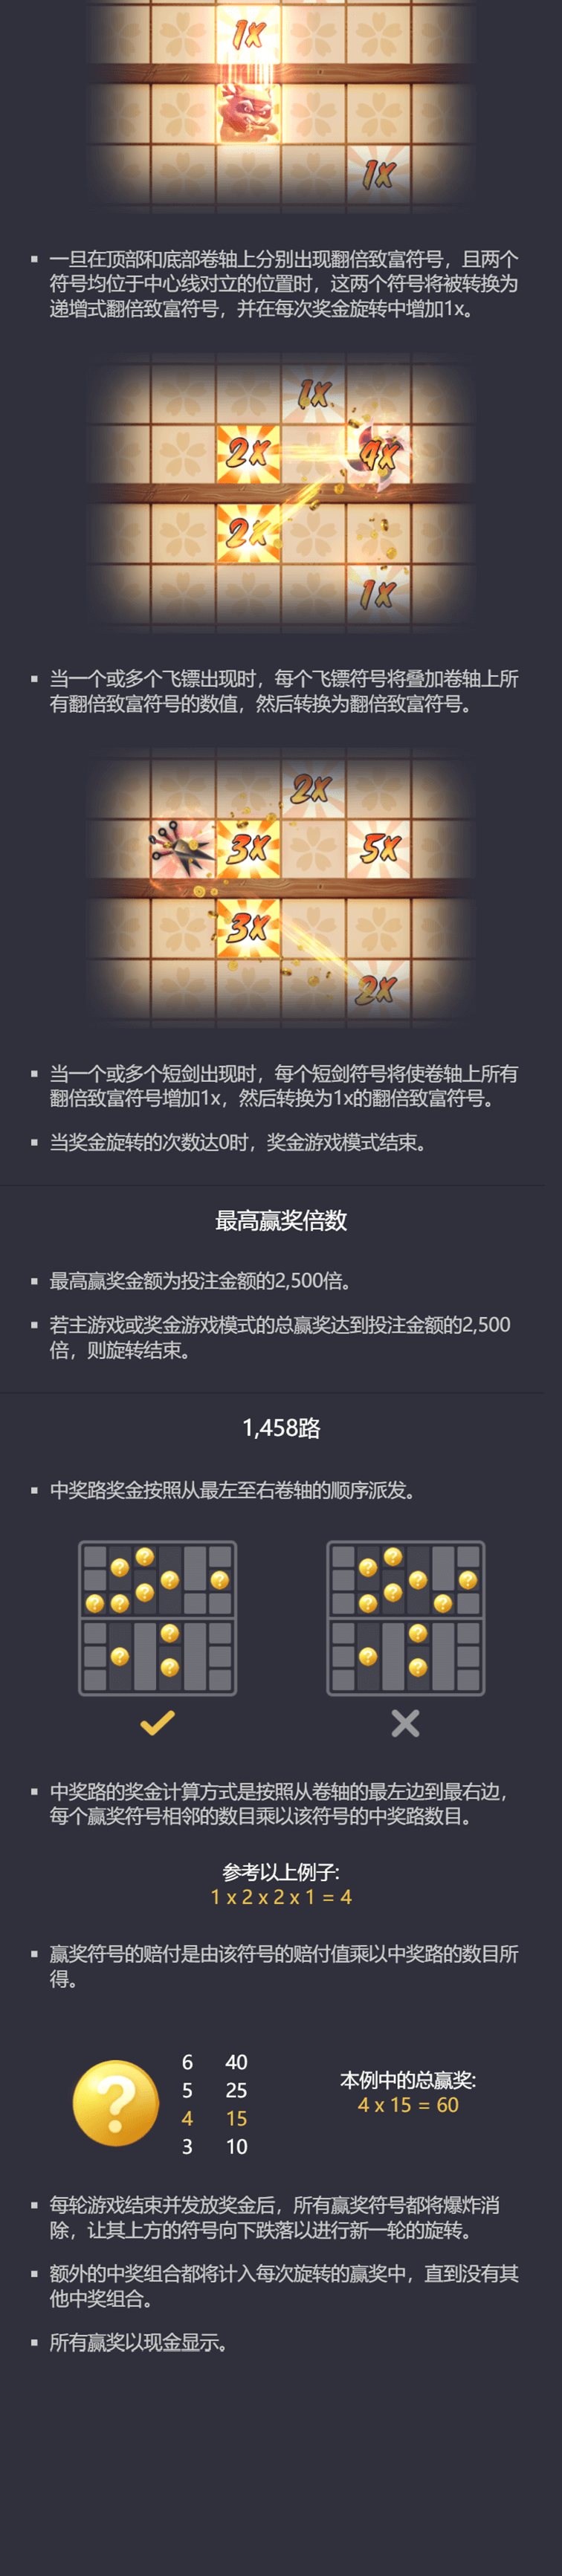 1x
1x
一旦在顶部和底部卷轴上分别出现翻倍致富符号，且两个
符号均位于中心线对立的位置时，这两个符号将被转换为
递增式翻倍致富符号，并在每次奖金旋转中增加1x。
1x
2x 4x
2x
1x
当一个或多个飞镖出现时，每个飞镖符号将叠加卷轴上所
有翻倍致富符号的数值，然后转换为翻倍致富符号。
2x
3x 5x
3x
2x
当一个或多个短剑出现时，每个短剑符号将使卷轴上所有
翻倍致富符号增加1x，然后转换为1x的翻倍致富符号。
当奖金旋转的次数达0时，奖金游戏模式结束。
最高赢奖倍数
最高赢奖金额为投注金额的2,500倍。
若主游戏或奖金游戏模式的总赢奖达到投注金额的2,500
倍，则旋转结束。
1,458路
中奖路奖金按照从最左至右卷轴的顺序派发。
中奖路的奖金计算方式是按照从卷轴的最左边到最右边，
每个赢奖符号相邻的数目乘以该符号的中奖路数目。
参考以上例子:
1 x 2 x 2 x 1 = 4
赢奖符号的赔付是由该符号的赔付值乘以中奖路的数目所
得。
6 40
5 25
4 15
3 10
本例中的总赢奖:
4 x 15 = 60
每轮游戏结束并发放奖金后，所有赢奖符号都将爆炸消
除，让其上方的符号向下跌落以进行新一轮的旋转。
额外的中奖组合都将计入每次旋转的赢奖中，直到没有其
他中奖组合。
所有赢奖以现金显示。